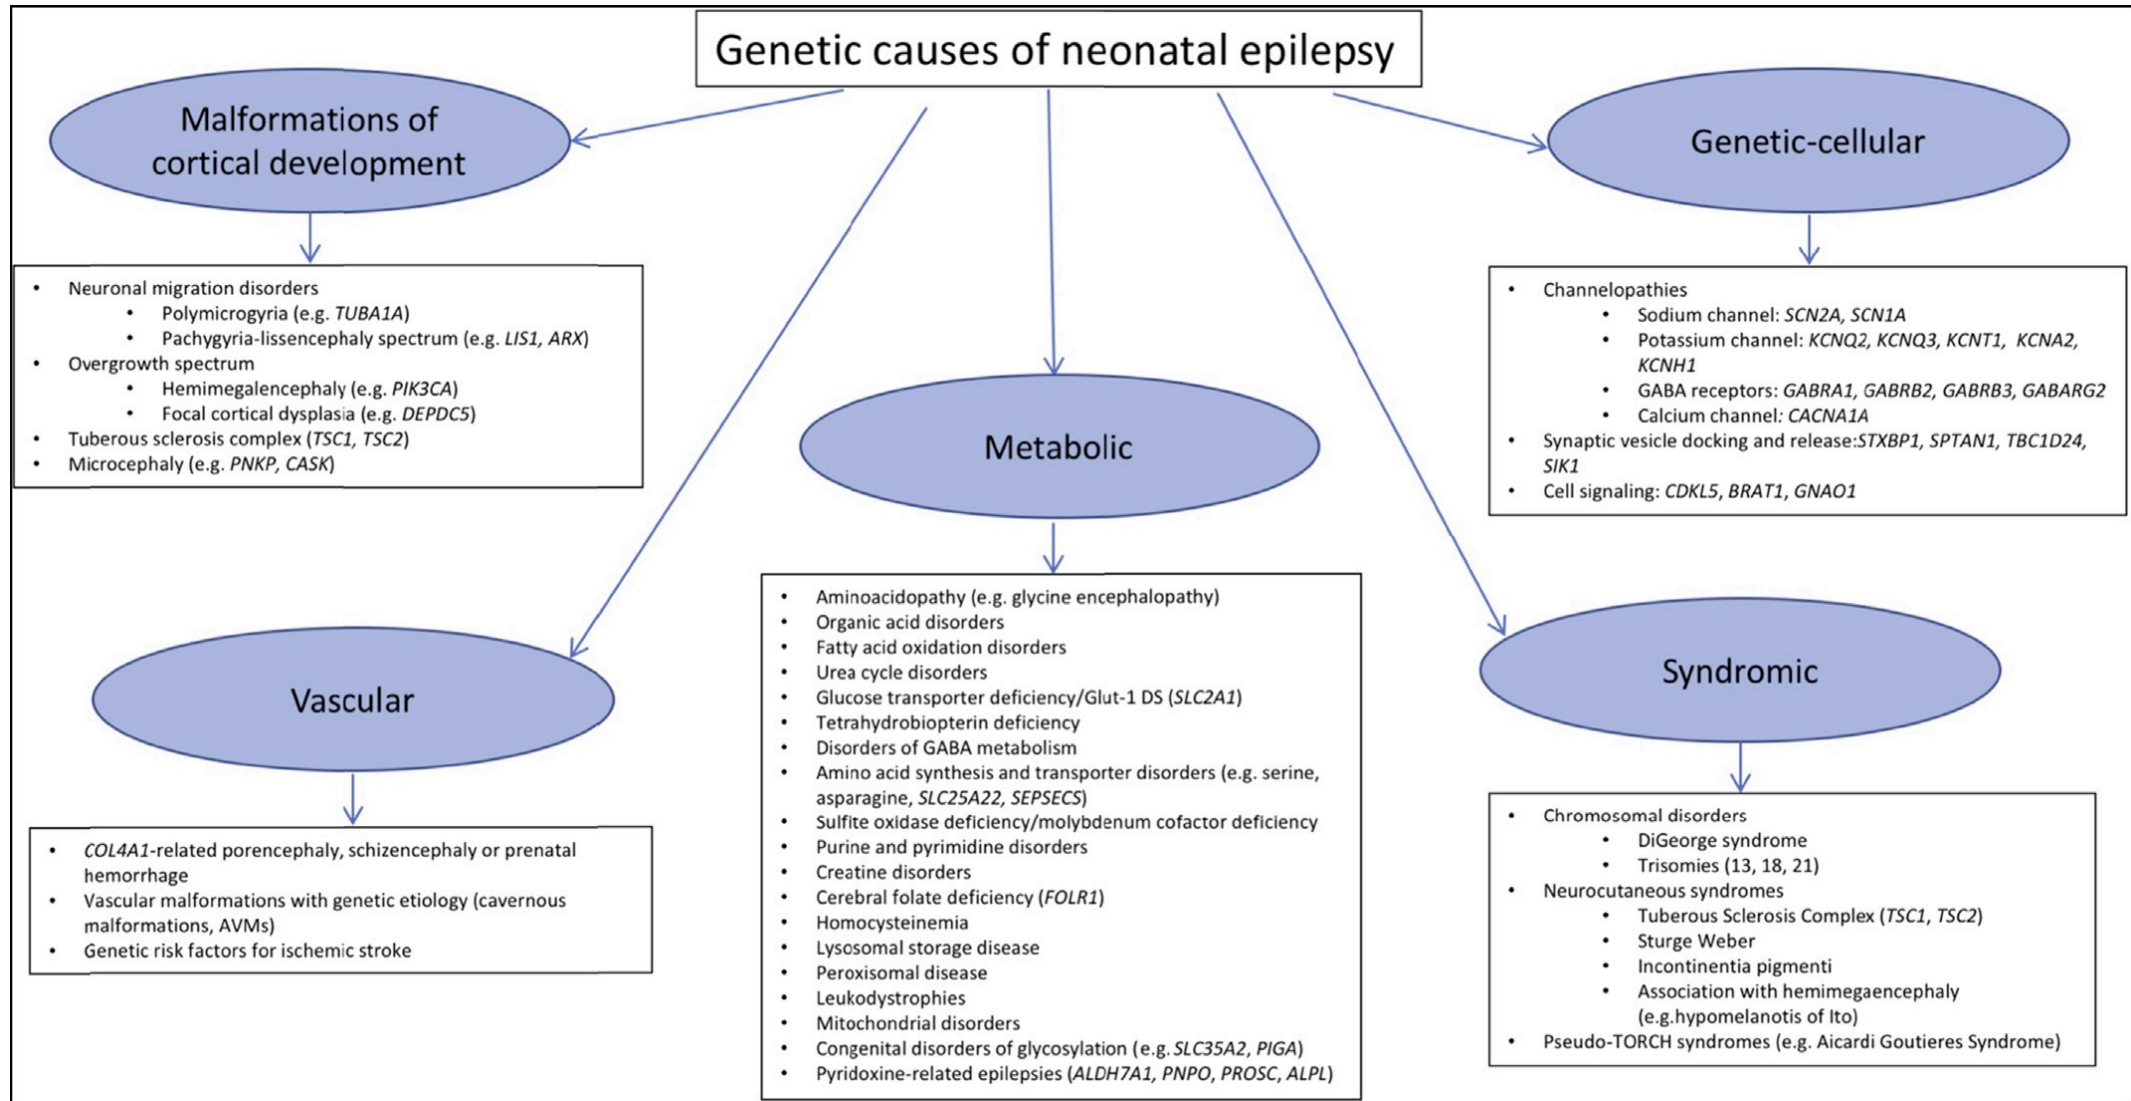 Genetic causes of neonatal epilepsy
Malformations of
cortical development
• Neuronal migration disorders
• Polymicrogyria (e.g. TUBA1A)
• Pachygyria-lissencephaly spectrum (e.g. LIS1, ARX)
• Overgrowth spectrum
• Hemimegalencephaly (e.g. PIK3CA)
• Focal cortical dysplasia (e.g. DEPDC5)
• Tuberous sclerosis complex (TSC1, TSC2)
• Microcephaly (e.g. PNKP, CASK)
Vascular
• COL4A1-related porencephaly, schizencephaly or prenatal
hemorrhage
• Vascular malformations with genetic etiology (cavernous
malformations, AVMs)
• Genetic risk factors for ischemic stroke
Metabolic
• Aminoacidopathy (e.g. glycine encephalopathy)
• Organic acid disorders
• Fatty acid oxidation disorders
• Urea cycle disorders
• Glucose transporter deficiency/Glut-1 DS (SLC2A1)
• Tetrahydrobiopterin deficiency
• Disorders of GABA metabolism
• Amino acid synthesis and transporter disorders (e.g. serine,
asparagine, SLC25A22, SEPSECS)
• Sulfite oxidase deficiency/molybdenum cofactor deficiency
• Purine and pyrimidine disorders
• Creatine disorders
• Cerebral folate deficiency (FOLR1)
• Homocysteinemia
• Lysosomal storage disease
• Peroxisomal disease
• Leukodystrophies
• Mitochondrial disorders
• Congenital disorders of glycosylation (e.g. SLC35A2, PIGA)
• Pyridoxine-related epilepsies (ALDH7A1, PNPO, PROSC, ALPL)
Genetic-cellular
• Channelopathies
• Sodium channel: SCN2A, SCN1A
• Potassium channel: KCNQ2, KCNQ3, KCNT1, KCNA2,
KCNH1
• GABA receptors: GABRA1, GABRB2, GABRB3, GABARG2
• Calcium channel: CACNA1A
• Synaptic vesicle docking and release:STXBP1, SPTAN1, TBC1D24,
SIK1
• Cell signaling: CDKL5, BRAT1, GNAO1
Syndromic
• Chromosomal disorders
• DiGeorge syndrome
• Trisomies (13, 18, 21)
• Neurocutaneous syndromes
• Tuberous Sclerosis Complex (TSC1, TSC2)
• Sturge Weber
• Incontinentia pigmenti
• Association with hemimegaencephaly
(e.g.hypomelanotis of Ito)
• Pseudo-TORCH syndromes (e.g. Aicardi Goutieres Syndrome)